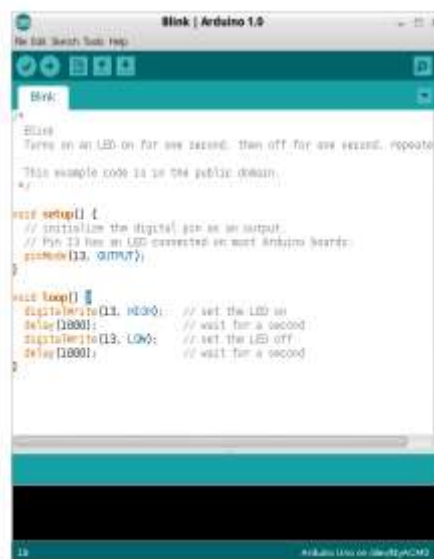 Blink | Arduino 1.0
File Edit Sketch Tools Help
Blink
/*
Blink
Turns on an LED on for one second, then off for one second, repeate
This example code is in the public domain.
*/
void setup() {
// initialize the digital pin as an output.
// Pin 13 has an LED connected on most Arduino boards:
pinMode(13, OUTPUT);
}
void loop() {
digitalWrite(13, HIGH); // set the LED on
delay(1000); // wait for a second
digitalWrite(13, LOW); // set the LED off
delay(1000); // wait for a second
}
Arduino Uno on /dev/ttyACM0